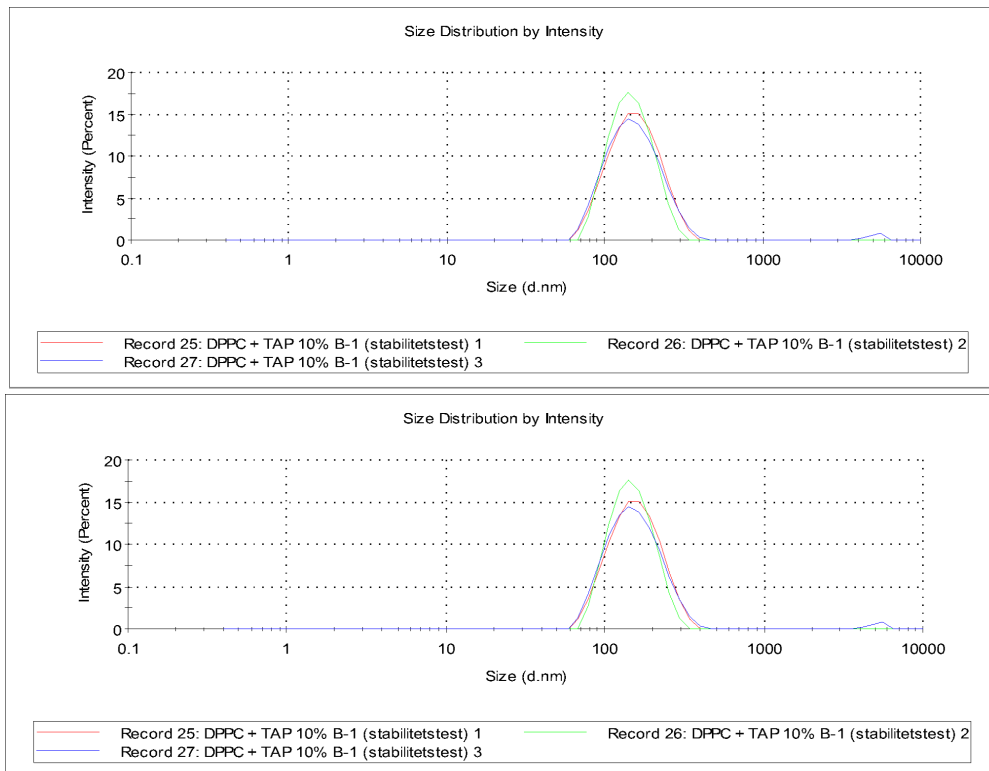 Size Distribution by Intensity
20
15
10
5
0
Intensity (Percent)
0.1 1 10 100 1000 10000
Size (d.nm)
Record 25: DPPC + TAP 10% B-1 (stabilitetstest) 1 Record 26: DPPC + TAP 10% B-1 (stabilitetstest) 2
Record 27: DPPC + TAP 10% B-1 (stabilitetstest) 3
Size Distribution by Intensity
20
15
10
5
0
Intensity (Percent)
0.1 1 10 100 1000 10000
Size (d.nm)
Record 25: DPPC + TAP 10% B-1 (stabilitetstest) 1 Record 26: DPPC + TAP 10% B-1 (stabilitetstest) 2
Record 27: DPPC + TAP 10% B-1 (stabilitetstest) 3